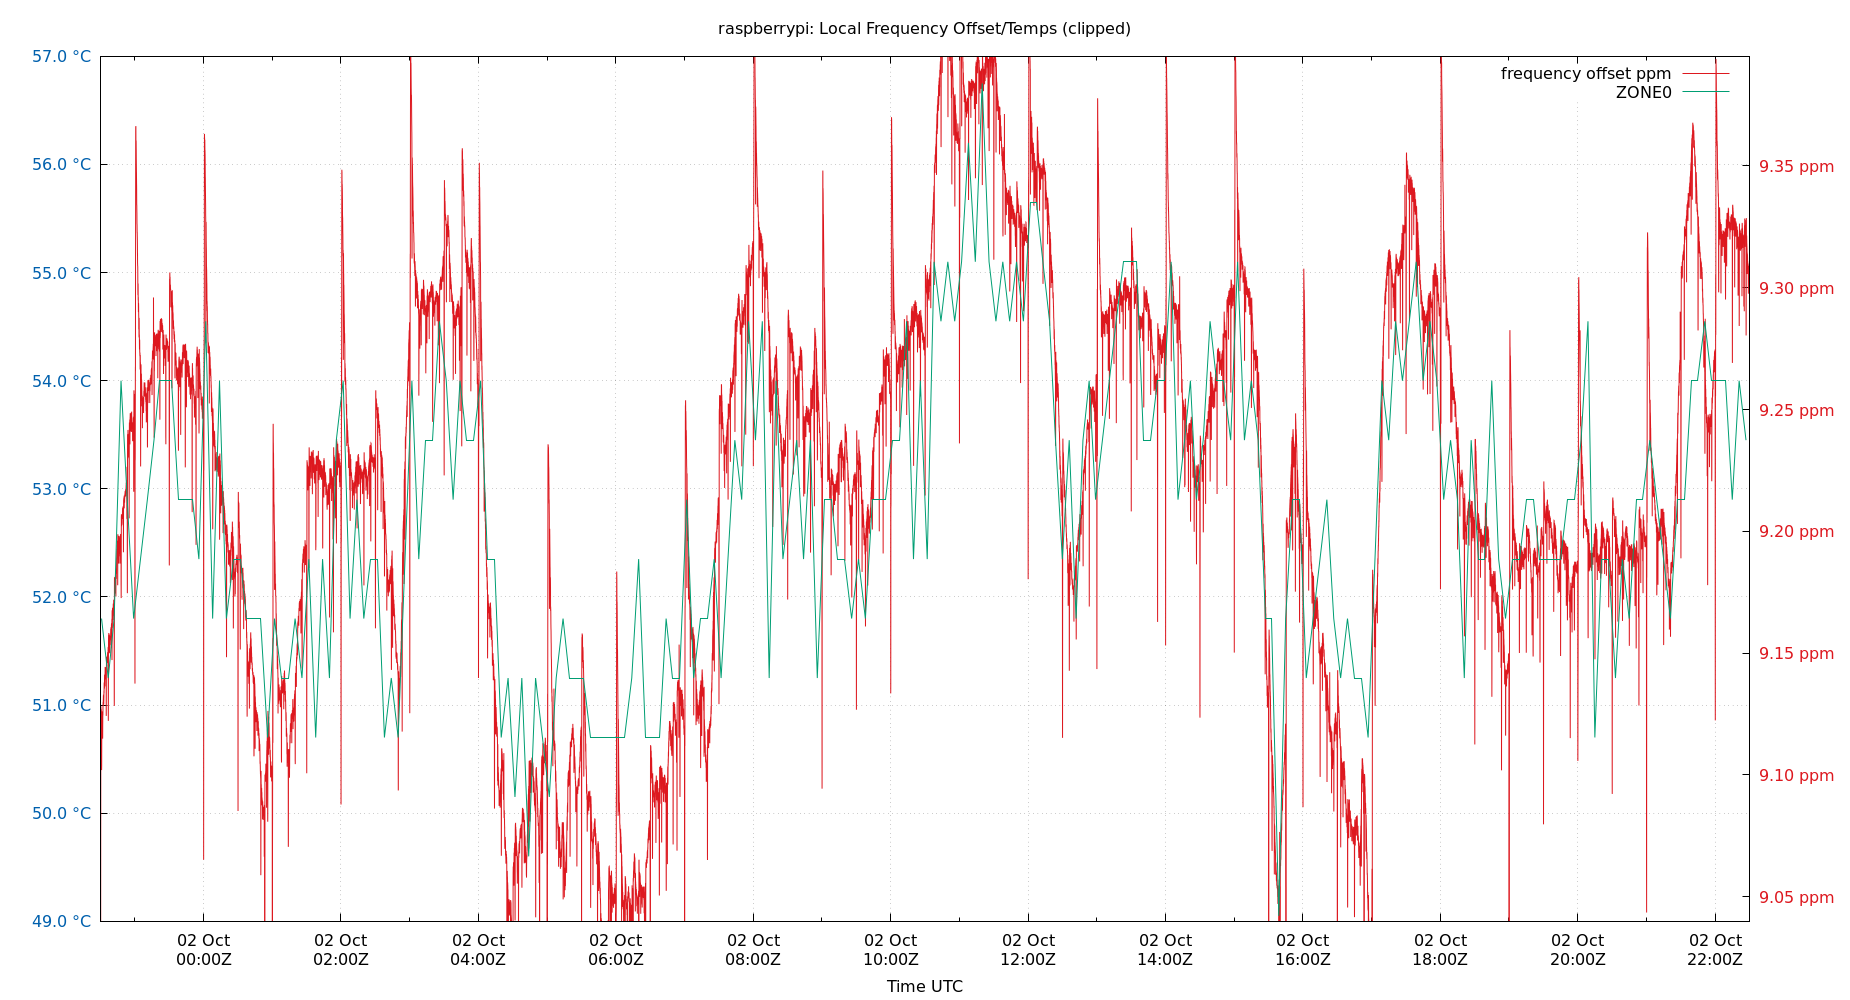 raspberrypi: Local Frequency Offset/Temps (clipped)
57.0 °C
56.0 °C
55.0 °C
54.0 °C
53.0 °C
52.0 °C
51.0 °C
50.0 °C
49.0 °C
frequency offset ppm
ZONE0
9.35 ppm
9.30 ppm
9.25 ppm
9.20 ppm
9.15 ppm
9.10 ppm
9.05 ppm
02 Oct 02 Oct 02 Oct 02 Oct 02 Oct 02 Oct 02 Oct 02 Oct 02 Oct 02 Oct 02 Oct 02 Oct
00:00Z 02:00Z 04:00Z 06:00Z 08:00Z 10:00Z 12:00Z 14:00Z 16:00Z 18:00Z 20:00Z 22:00Z
Time UTC